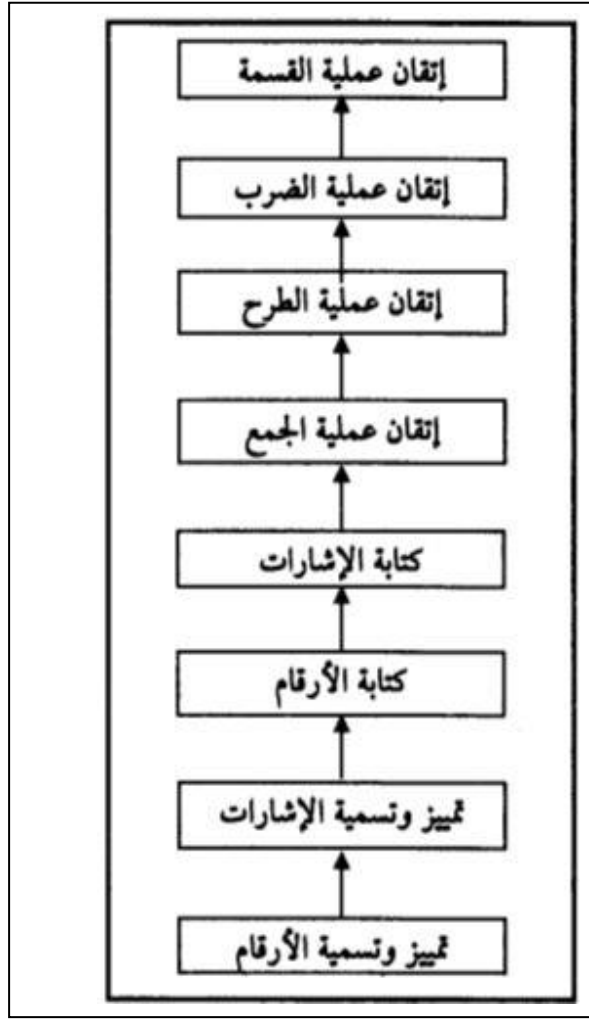 إتقان عملية القسمة
إتقان عملية الضرب
إتقان عملية الطرح
إتقان عملية الجمع
كتابة الإشارات
كتابة الأرقام
تمييز وتسمية الإشارات
تمييز وتسمية الأرقام